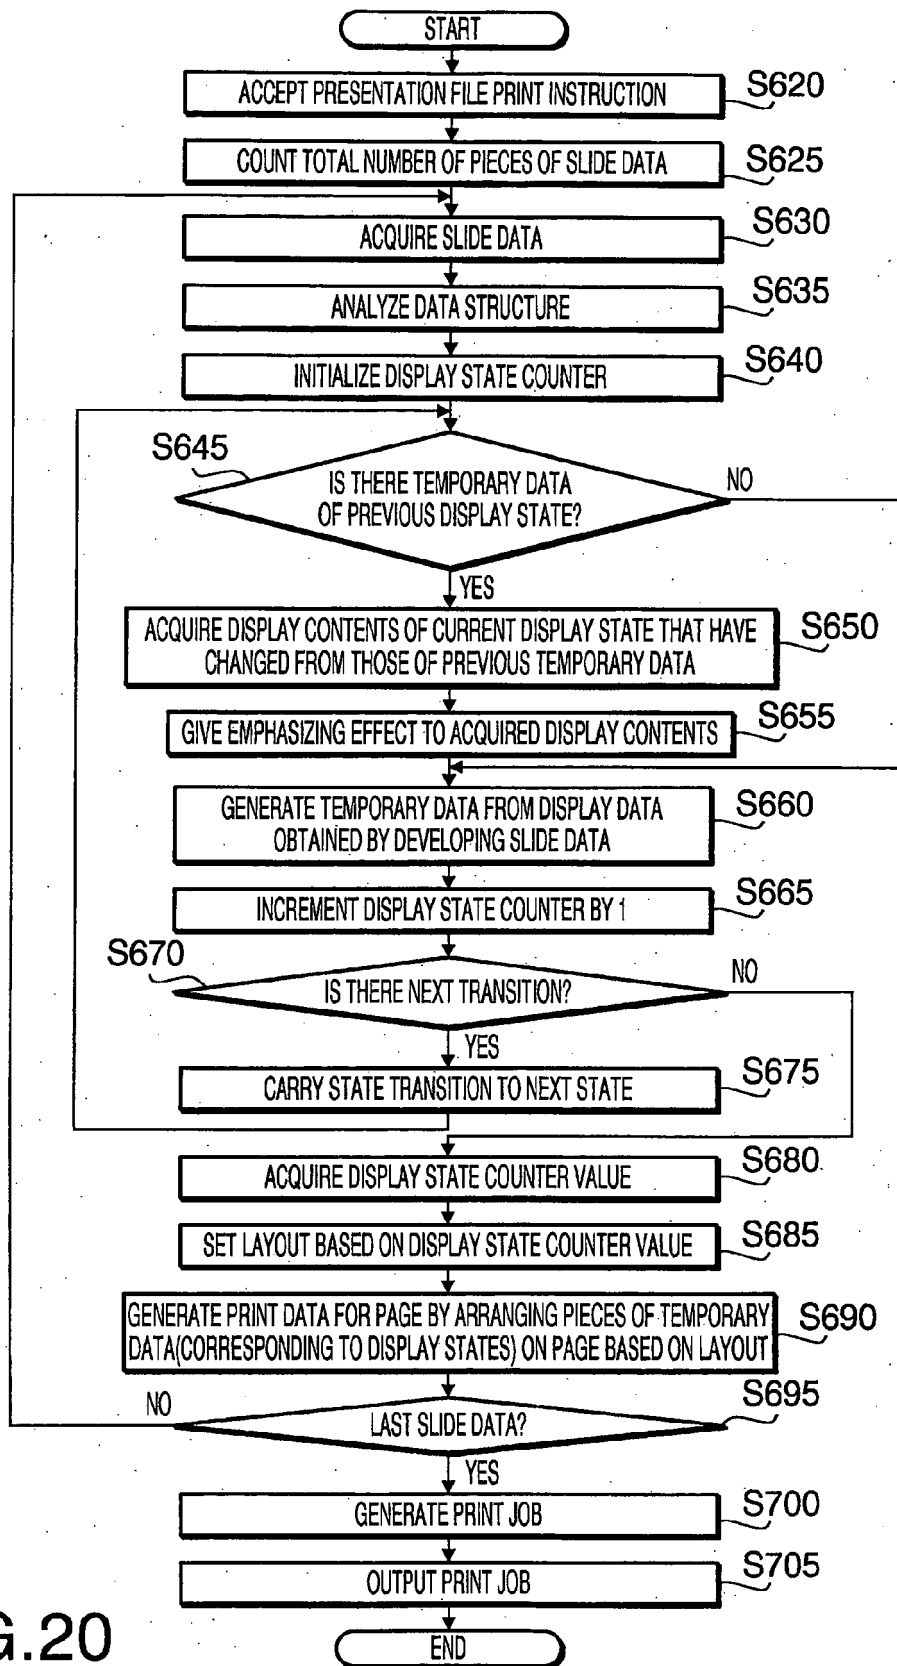 START
ACCEPT PRESENTATION FILE PRINT INSTRUCTION
S620
COUNT TOTAL NUMBER OF PIECES OF SLIDE DATA
S625
ACQUIRE SLIDE DATA
S630
ANALYZE DATA STRUCTURE
S635
INITIALIZE DISPLAY STATE COUNTER
S640
S645
IS THERE TEMPORARY DATA
OF PREVIOUS DISPLAY STATE?
NO
YES
ACQUIRE DISPLAY CONTENTS OF CURRENT DISPLAY STATE THAT HAVE
CHANGED FROM THOSE OF PREVIOUS TEMPORARY DATA
S650
GIVE EMPHASIZING EFFECT TO ACQUIRED DISPLAY CONTENTS
S655
GENERATE TEMPORARY DATA FROM DISPLAY DATA
OBTAINED BY DEVELOPING SLIDE DATA
S660
INCREMENT DISPLAY STATE COUNTER BY 1
S665
S670
IS THERE NEXT TRANSITION?
NO
YES
CARRY STATE TRANSITION TO NEXT STATE
S675
ACQUIRE DISPLAY STATE COUNTER VALUE
S680
SET LAYOUT BASED ON DISPLAY STATE COUNTER VALUE
S685
GENERATE PRINT DATA FOR PAGE BY ARRANGING PIECES OF TEMPORARY
DATA(CORRESPONDING TO DISPLAY STATES) ON PAGE BASED ON LAYOUT
S690
NO
LAST SLIDE DATA?
S695
YES
GENERATE PRINT JOB
S700
OUTPUT PRINT JOB
S705
END
G.20